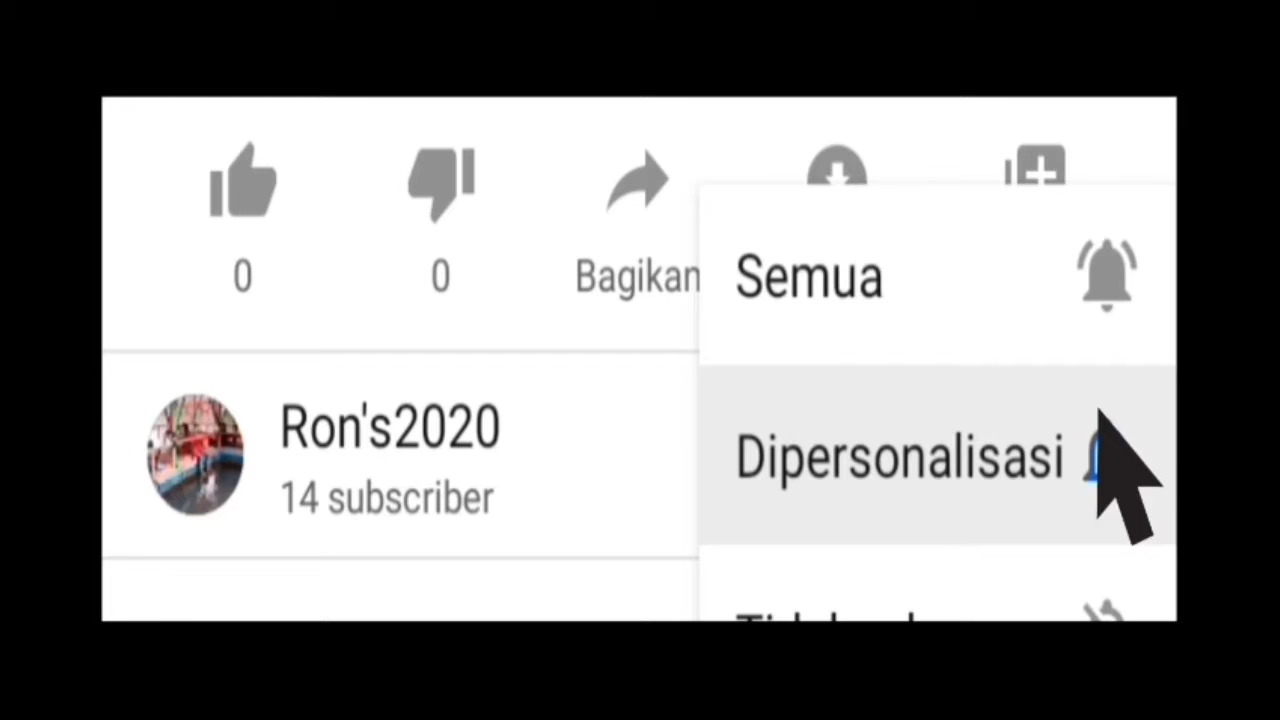 0
0
Bagikan
Semua
Ron's2020
14 subscriber
Dipersonalisasi